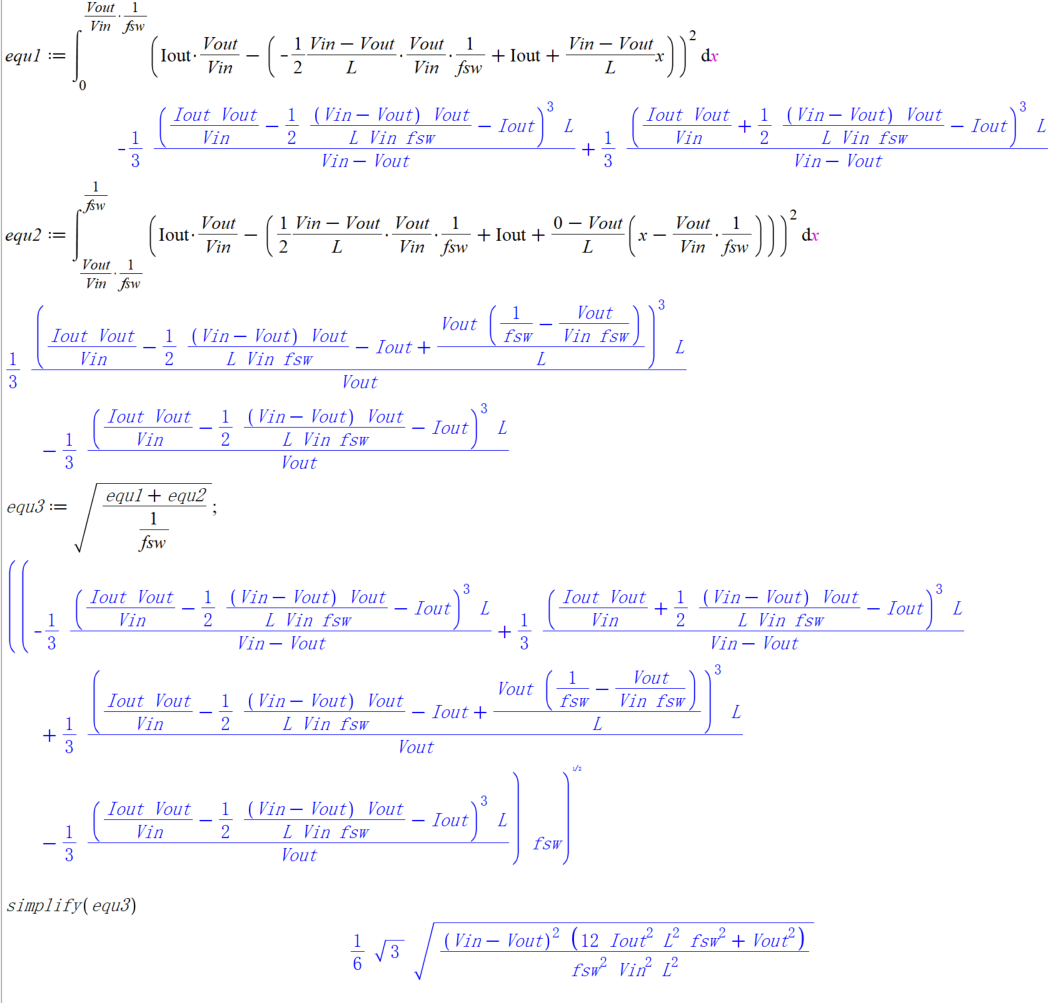 equ1 := ∫_0^{Vout/Vin · 1/fsw} (Iout · Vout/Vin − (−1/2 (Vin − Vout)/L · Vout/Vin · 1/fsw + Iout + (Vin − Vout)/L x))^2 dx
−1/3 ((Iout Vout/Vin − 1/2 (Vin − Vout) Vout/(L Vin fsw) − Iout)^3 L)/(Vin − Vout) + 1/3 ((Iout Vout/Vin + 1/2 (Vin − Vout) Vout/(L Vin fsw) − Iout)^3 L)/(Vin − Vout)
equ2 := ∫_{Vout/Vin · 1/fsw}^{1/fsw} (Iout · Vout/Vin − (1/2 (Vin − Vout)/L · Vout/Vin · 1/fsw + Iout + (0 − Vout)/L (x − Vout/Vin · 1/fsw)))^2 dx
1/3 ((Iout Vout/Vin − 1/2 (Vin − Vout) Vout/(L Vin fsw) − Iout + Vout (1/fsw − Vout/(Vin fsw))/L)^3 L)/Vout
− 1/3 ((Iout Vout/Vin − 1/2 (Vin − Vout) Vout/(L Vin fsw) − Iout)^3 L)/Vout
equ3 := √((equ1 + equ2)/(1/fsw));
((−1/3 ((Iout Vout/Vin − 1/2 (Vin − Vout) Vout/(L Vin fsw) − Iout)^3 L)/(Vin − Vout) + 1/3 ((Iout Vout/Vin + 1/2 (Vin − Vout) Vout/(L Vin fsw) − Iout)^3 L)/(Vin − Vout)
+ 1/3 ((Iout Vout/Vin − 1/2 (Vin − Vout) Vout/(L Vin fsw) − Iout + Vout (1/fsw − Vout/(Vin fsw))/L)^3 L)/Vout
− 1/3 ((Iout Vout/Vin − 1/2 (Vin − Vout) Vout/(L Vin fsw) − Iout)^3 L)/Vout) fsw)^{1/2}
simplify(equ3)
1/6 √3 √((Vin − Vout)^2 (12 Iout^2 L^2 fsw^2 + Vout^2)/(fsw^2 Vin^2 L^2))